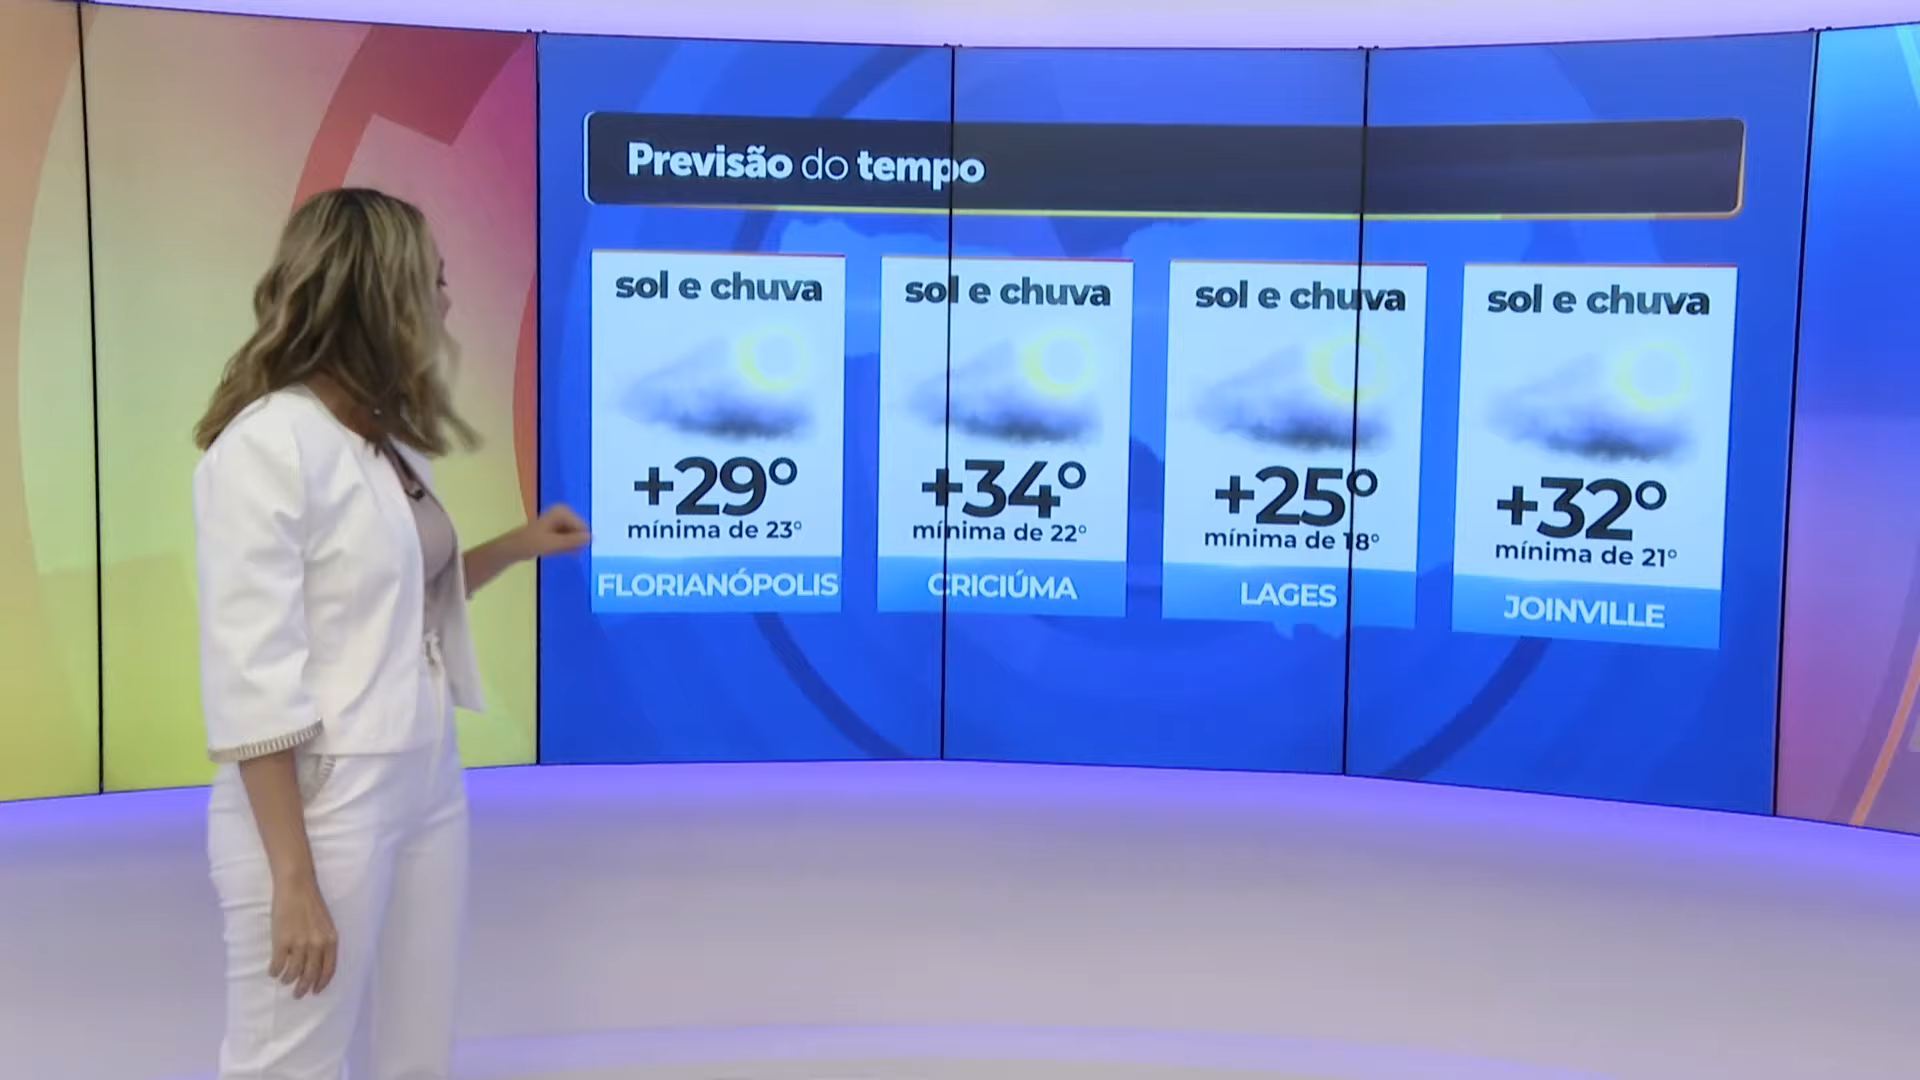 Previsão do tempo
sol e chuva
+29°
mínima de 23°
FLORIANÓPOLIS
sol e chuva
+34°
mínima de 22°
CRICIÚMA
sol e chuva
+25°
mínima de 18°
LAGES
sol e chuva
+32°
mínima de 21°
JOINVILLE